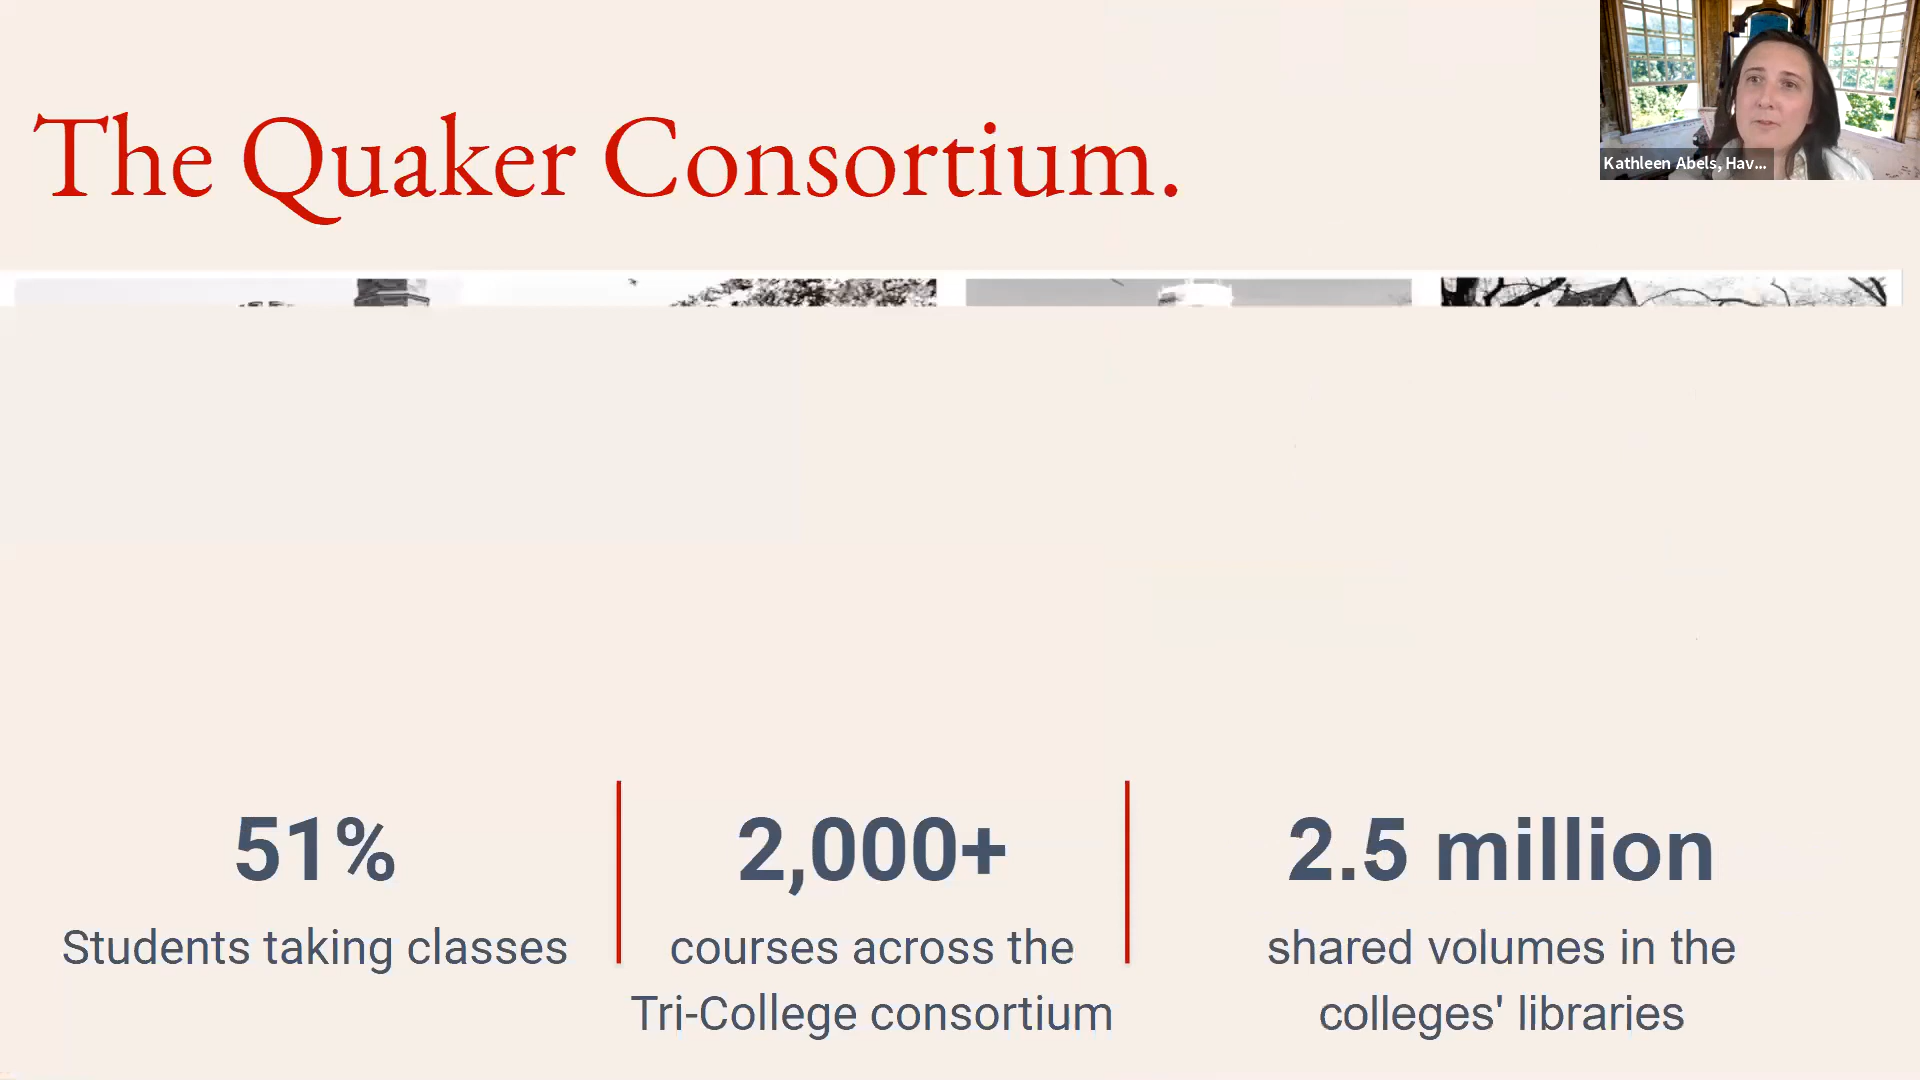 The Quaker Consortium.
Kathleen Abels, Hav...
51%
Students taking classes
2,000+
courses across the
Tri-College consortium
2.5 million
shared volumes in the
colleges' libraries